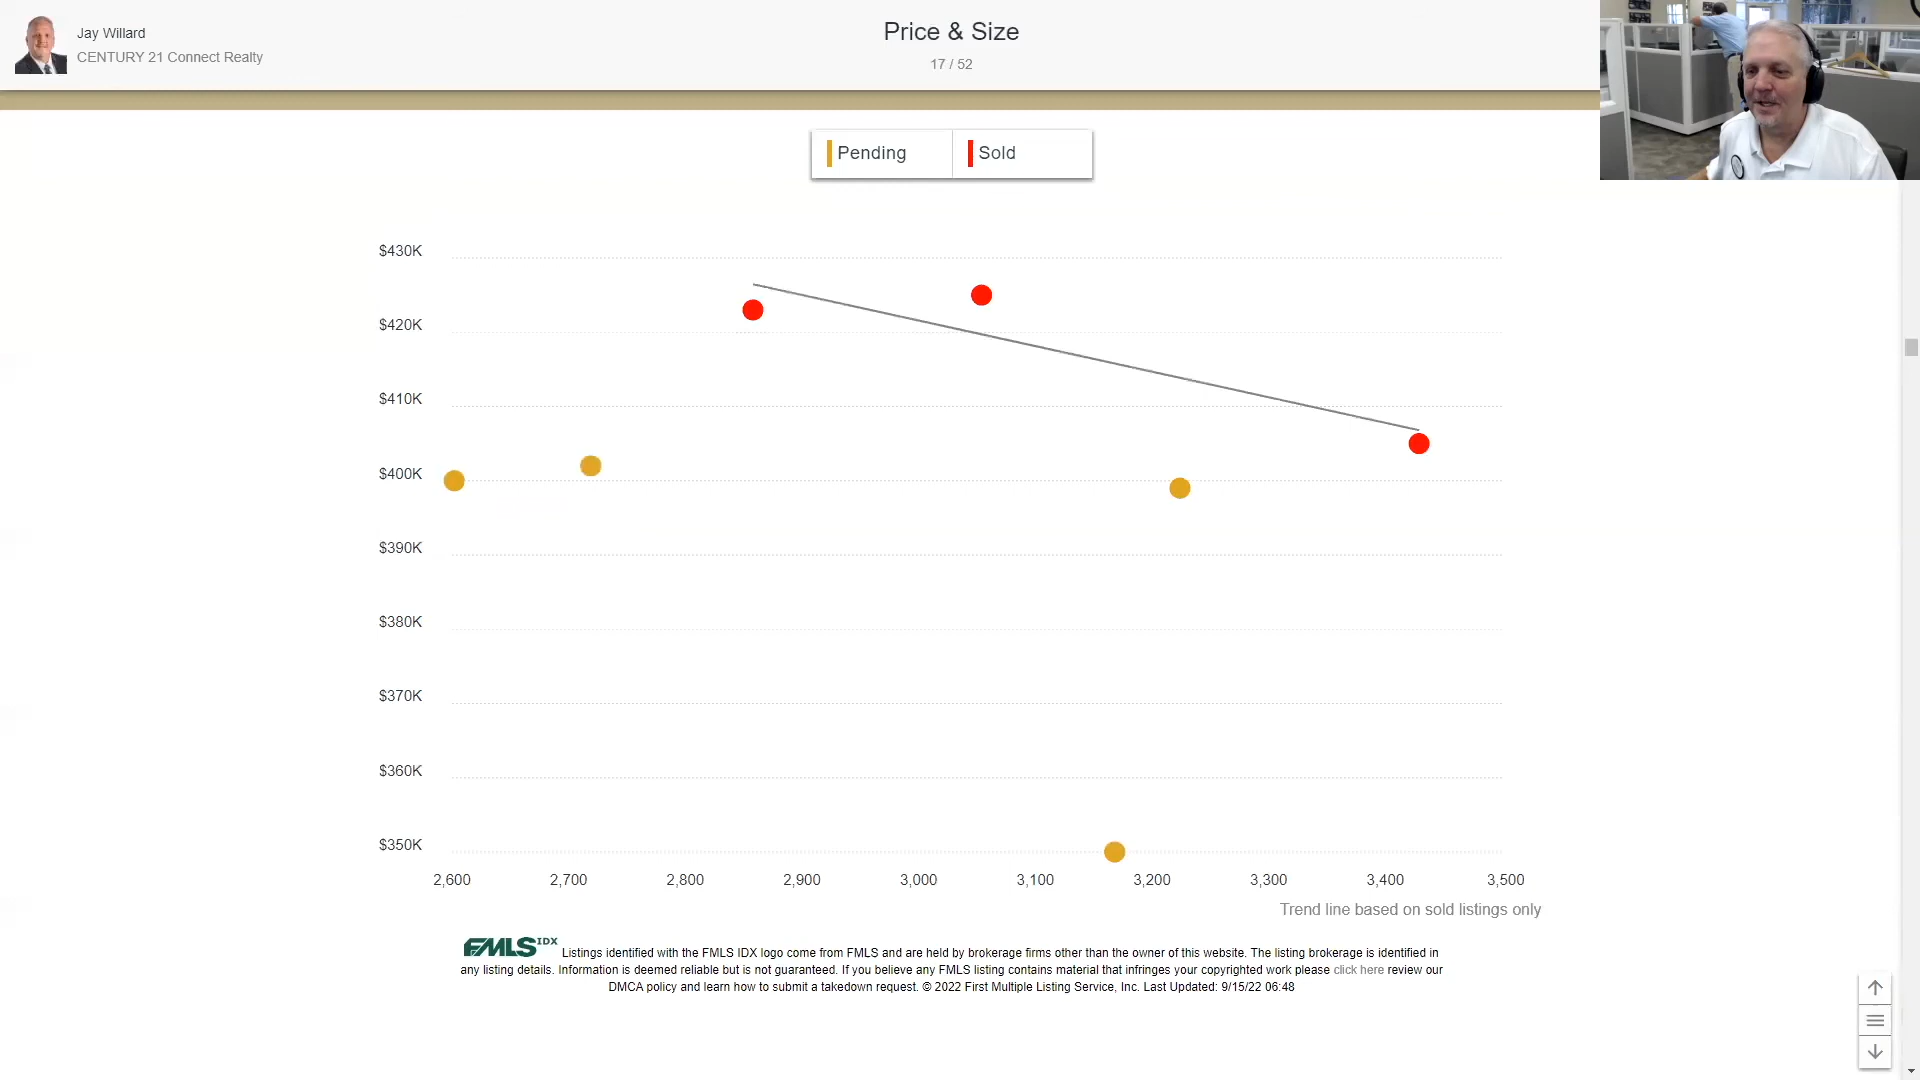 Jay Willard
CENTURY 21 Connect Realty
Price & Size
17 / 52
Pending
Sold
$430K
$420K
$410K
$400K
$390K
$380K
$370K
$360K
$350K
2,600 2,700 2,800 2,900 3,000 3,100 3,200 3,300 3,400 3,500
Trend line based on sold listings only
FMLS IDX Listings identified with the FMLS IDX logo come from FMLS and are held by brokerage firms other than the owner of this website. The listing brokerage is identified in
any listing details. Information is deemed reliable but is not guaranteed. If you believe any FMLS listing contains material that infringes your copyrighted work please click here review our
DMCA policy and learn how to submit a takedown request. © 2022 First Multiple Listing Service, Inc. Last Updated: 9/15/22 06:48